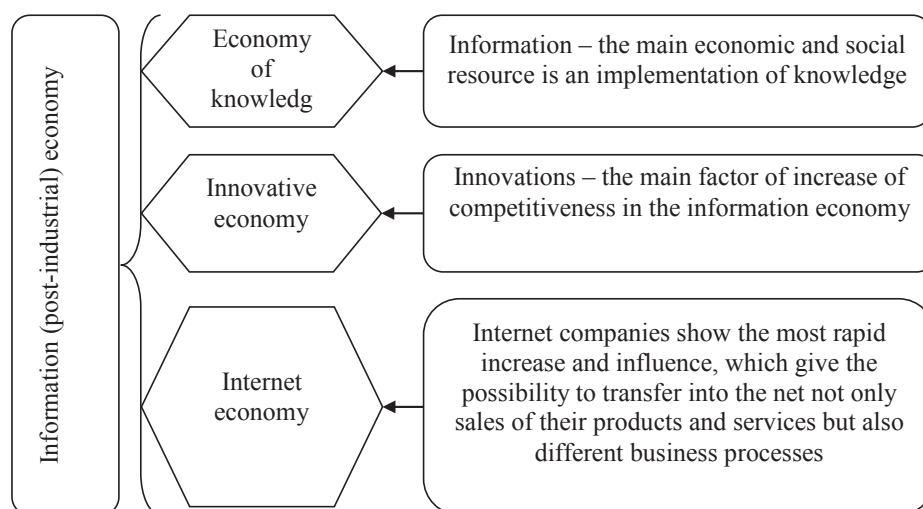 Information (post-industrial) economy
Economy
of
knowledg
Information – the main economic and social
resource is an implementation of knowledge
Innovative
economy
Innovations – the main factor of increase of
competitiveness in the information economy
Internet
economy
Internet companies show the most rapid
increase and influence, which give the
possibility to transfer into the net not only
sales of their products and services but also
different business processes